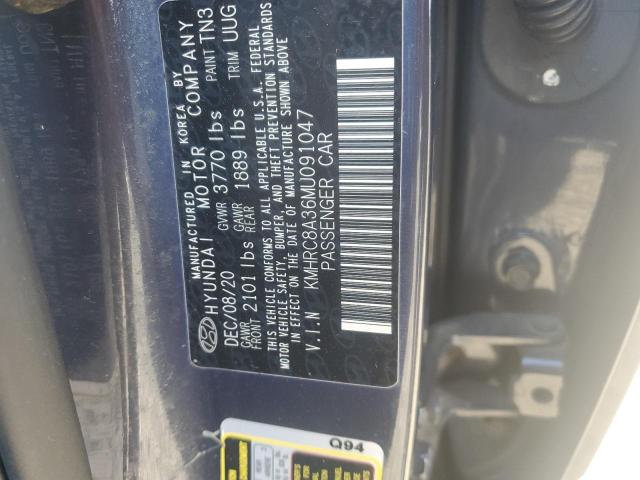 MANUFACTURED IN KOREA BY
HYUNDAI MOTOR COMPANY
DEC/08/20 GVWR 3770 lbs PAINT TN3
GAWR FRONT 2101 lbs GAWR REAR 1889 lbs TRIM UUG
THIS VEHICLE CONFORMS TO ALL APPLICABLE U.S.A. FEDERAL
MOTOR VEHICLE SAFETY, BUMPER, AND THEFT PREVENTION STANDARDS
IN EFFECT ON THE DATE OF MANUFACTURE SHOWN ABOVE
V.I.N KMHRC8A36MU091047
PASSENGER CAR
Q94